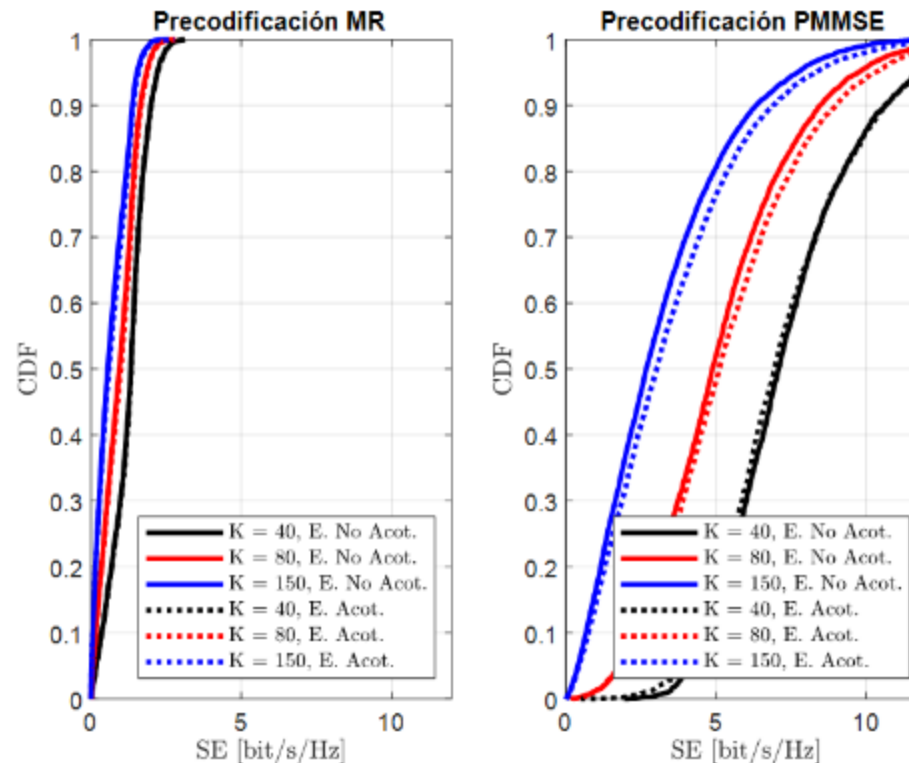 Precodificación MR
1
0.9
0.8
0.7
0.6
0.5
0.4
0.3
0.2
0.1
0
CDF
K = 40, E. No Acot.
K = 80, E. No Acot.
K = 150, E. No Acot.
K = 40, E. Acot.
K = 80, E. Acot.
K = 150, E. Acot.
0 5 10
SE [bit/s/Hz]
Precodificación PMMSE
1
0.9
0.8
0.7
0.6
0.5
0.4
0.3
0.2
0.1
0
CDF
K = 40, E. No Acot.
K = 80, E. No Acot.
K = 150, E. No Acot.
K = 40, E. Acot.
K = 80, E. Acot.
K = 150, E. Acot.
0 5 10
SE [bit/s/Hz]